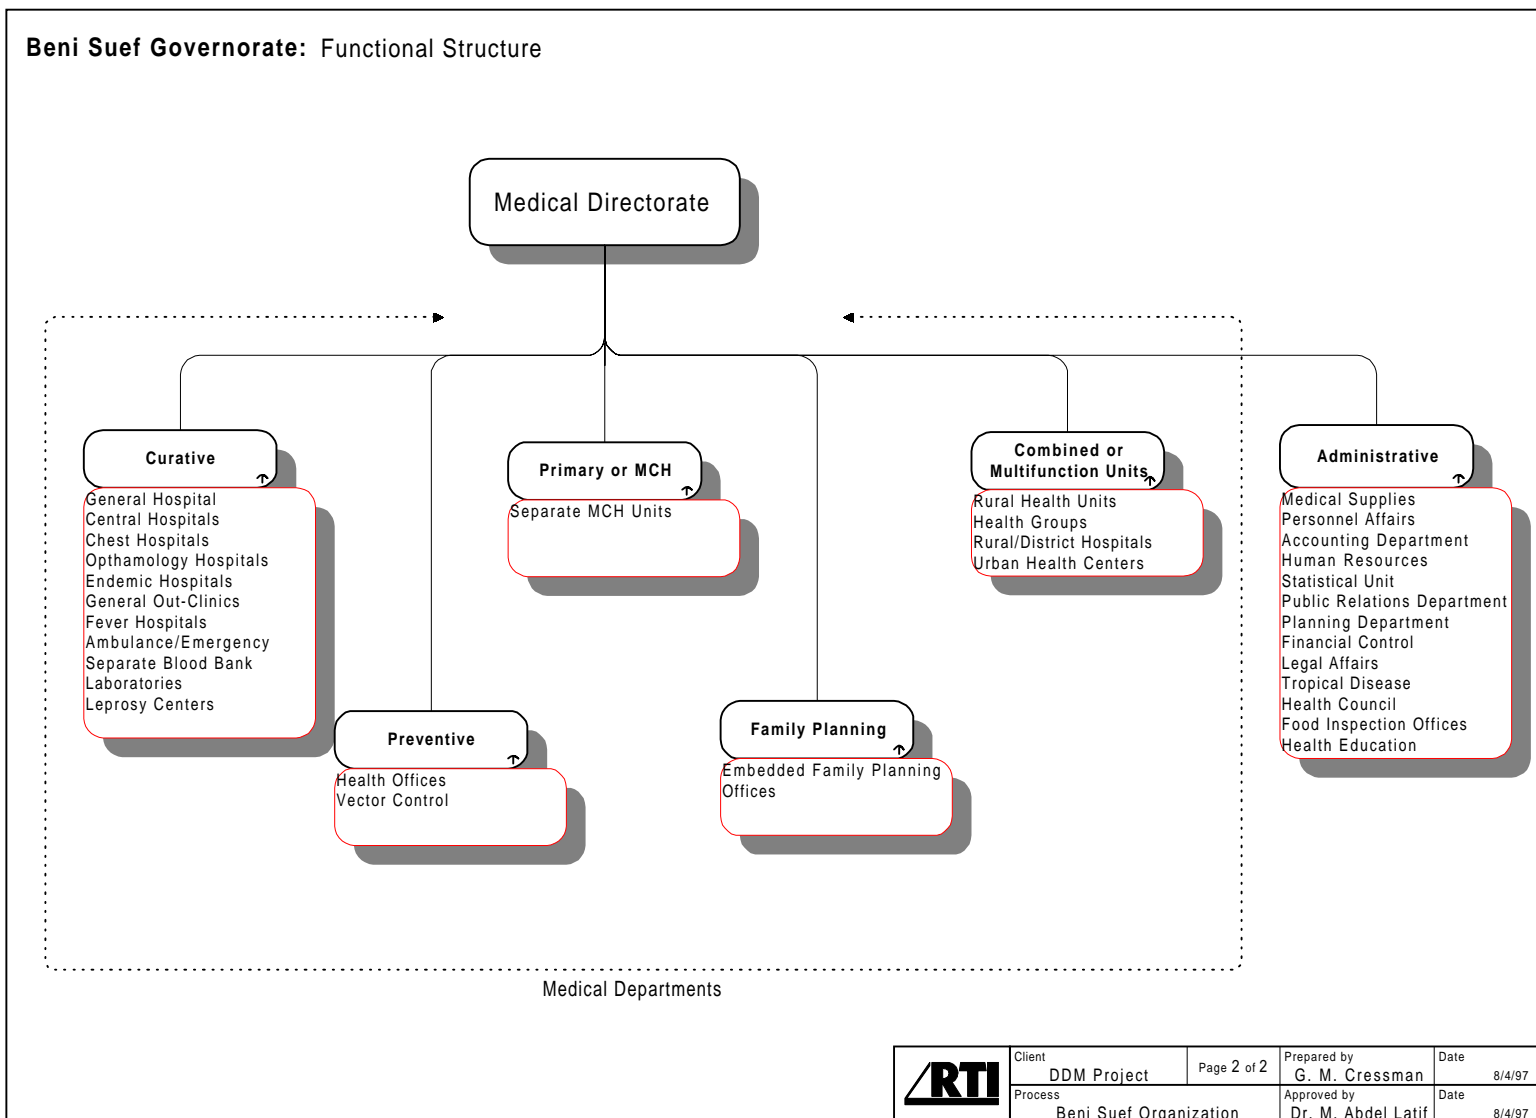 Beni Suef Governorate: Functional Structure
Medical Directorate
Curative
General Hospital
Central Hospitals
Chest Hospitals
Opthamology Hospitals
Endemic Hospitals
General Out-Clinics
Fever Hospitals
Ambulance/Emergency
Separate Blood Bank
Laboratories
Leprosy Centers
Preventive
Health Offices
Vector Control
Primary or MCH
Separate MCH Units
Family Planning
Embedded Family Planning
Offices
Combined or
Multifunction Units
Rural Health Units
Health Groups
Rural/District Hospitals
Urban Health Centers
Administrative
Medical Supplies
Personnel Affairs
Accounting Department
Human Resources
Statistical Unit
Public Relations Department
Planning Department
Financial Control
Legal Affairs
Tropical Disease
Health Council
Food Inspection Offices
Health Education
Medical Departments
RTI
Client
DDM Project
Page 2 of 2
Prepared by
G. M. Cressman
Date
8/4/97
Process
Beni Suef Organization
Approved by
Dr. M. Abdel Latif
Date
8/4/97